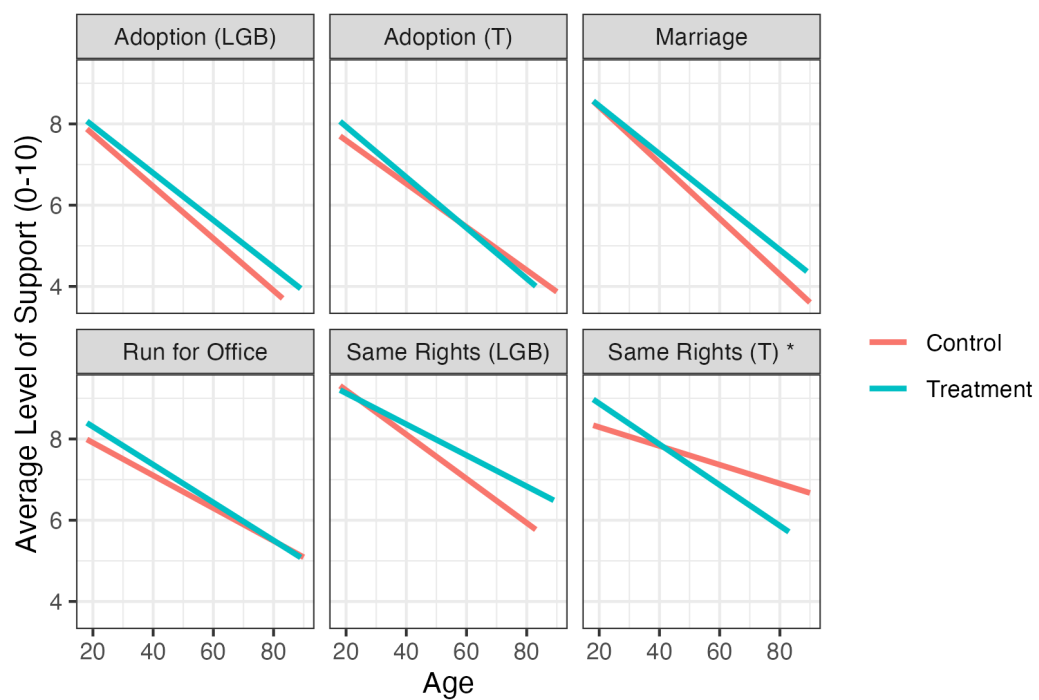 Adoption (LGB) Adoption (T) Marriage
8
6
4
Run for Office Same Rights (LGB) Same Rights (T) *
8
6
4
20 40 60 80 20 40 60 80 20 40 60 80
Age
Average Level of Support (0-10)
Control
Treatment